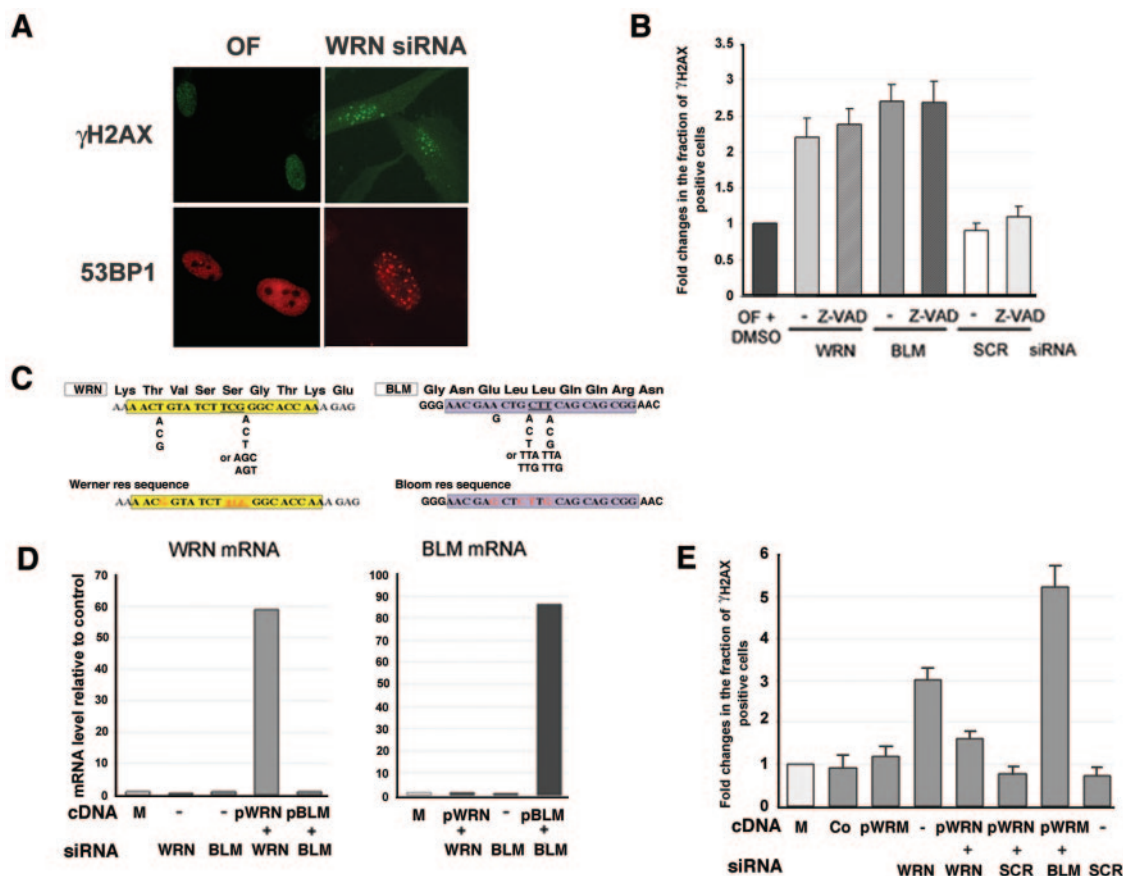 A
OF WRN siRNA
γH2AX
53BP1
B
Fold changes in the fraction of γH2AX
positive cells
3.5
3
2.5
2
1.5
1
0.5
0
OF + - Z-VAD - Z-VAD - Z-VAD
DMSO
WRN BLM SCR siRNA
C
WRN Lys Thr Val Ser Ser Gly Thr Lys Glu
AAA ACT GTA TCT TCG GGC ACC AAA GAG
A A
C C
G T
or AGC
AGT
Werner res sequence
AAA AC GTA TCT GGC ACC AAA GAG
BLM Gly Asn Glu Leu Leu Gln Gln Arg Asn
GGG AAC GAA CTG CTT CAG CAG CGG AAC
G A A
C C
T G
or TTA TTA
TTG TTG
Bloom res sequence
GGG AAC GA CT T CAG CAG CGG AAC
D
WRN mRNA
mRNA level relative to control
70
60
50
40
30
20
10
0
cDNA M - - pWRN pBLM
+ +
siRNA WRN BLM WRN BLM
BLM mRNA
100
90
80
70
60
50
40
30
20
10
0
M pWRN - pBLM
+ +
WRN BLM BLM
E
Fold changes in the fraction of γH2AX
positive cells
6
5
4
3
2
1
0
cDNA M Co pWRM - pWRN pWRN pWRM -
+ + +
siRNA WRN WRN SCR BLM SCR